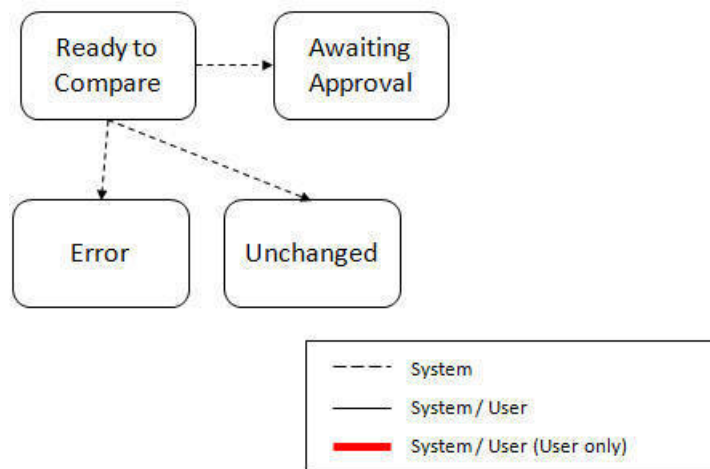 Ready to
Compare
Awaiting
Approval
Error
Unchanged
System
System / User
System / User (User only)